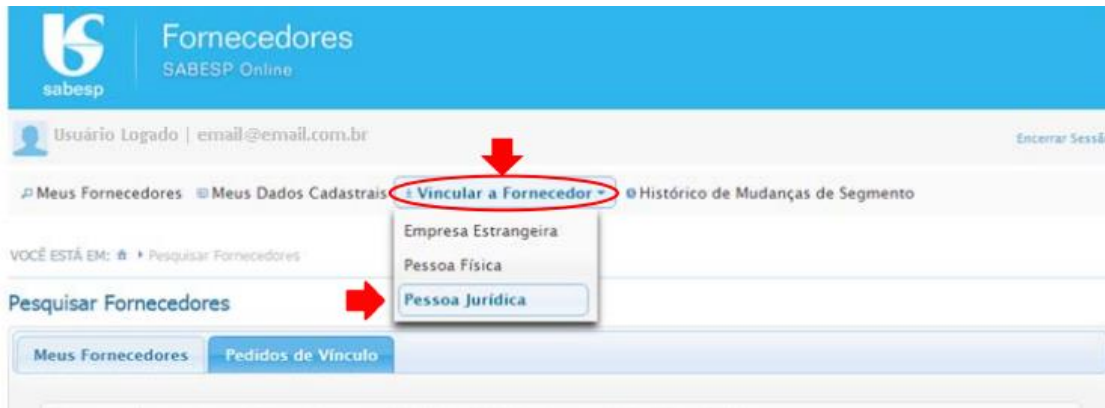 Fornecedores
SABESP Online
sabesp
Usuário Logado | email@email.com.br
Encerrar Sessã
Meus Fornecedores Meus Dados Cadastrais Vincular a Fornecedor Histórico de Mudanças de Segmento
Empresa Estrangeira
VOCÊ ESTÁ EM: Pesquisar Fornecedores
Pessoa Física
Pesquisar Fornecedores
Pessoa Jurídica
Meus Fornecedores Pedidos de Vínculo